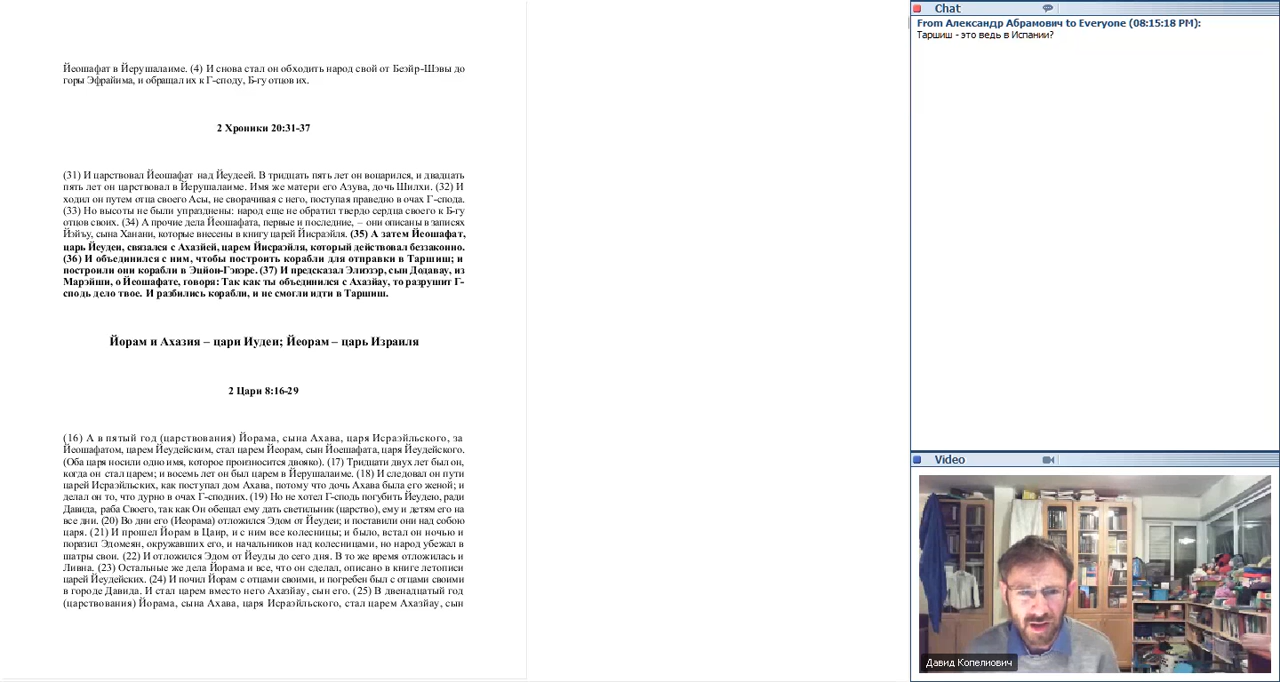 Йеошафат в Йерушалаиме. (4) И снова стал он обходить народ свой от Беэйр-Шэвы до
горы Эфрайима, и обращал их к Г-споду, Б-гу отцов их.
2 Хроники 20:31-37
(31) И царствовал Йеошафат над Йеудеей. В тридцать пять лет он воцарился, и двадцать
пять лет он царствовал в Йерушалаиме. Имя же матери его Азува, дочь Шилхи. (32) И
ходил он путем отца своего Асы, не сворачивая с него, поступая праведно в очах Г-спода.
(33) Но высоты не были упразднены: народ еще не обратил твердо сердца своего к Б-гу
отцов своих. (34) А прочие дела Йеошафата, первые и последние, – они описаны в записях
Йэйъу, сына Ханани, которые внесены в книгу царей Йисраэйля. (35) А затем Йеошафат,
царь Йеудеи, связался с Ахазйей, царем Йисраэйля, который действовал беззаконно.
(36) И объединился с ним, чтобы построить корабли для отправки в Таршиш; и
построили они корабли в Эцйон-Гэвэре. (37) И предсказал Элиэзэр, сын Додавау, из
Марэйши, о Йеошафате, говоря: Так как ты объединился с Ахазйау, то разрушит Г-
сподь дело твое. И разбились корабли, и не смогли идти в Таршиш.
Йорам и Ахазия – цари Иудеи; Йеорам – царь Израиля
2 Цари 8:16-29
(16) А в пятый год (царствования) Йорама, сына Ахава, царя Исраэйльского, за
Йеошафатом, царем Йеудейским, стал царем Йеорам, сын Йоешафата, царя Йеудейского.
(Оба царя носили одно имя, которое произносится двояко). (17) Тридцати двух лет был он,
когда он стал царем; и восемь лет он был царем в Йерушалаиме. (18) И следовал он пути
царей Исраэйльских, как поступал дом Ахава, потому что дочь Ахава была его женой; и
делал он то, что дурно в очах Г-сподних. (19) Но не хотел Г-сподь погубить Йеудею, ради
Давида, раба Своего, так как Он обещал ему дать светильник (царство), ему и детям его на
все дни. (20) Во дни его (Иеорама) отложился Эдом от Йеудеи; и поставили они над собою
царя. (21) И прошел Йорам в Цаир, и с ним все колесницы; и было, встал он ночью и
поразил Эдомеян, окружавших его, и начальников над колесницами, но народ убежал в
шатры свои. (22) И отложился Эдом от Йеуды до сего дня. В то же время отложилась и
Ливна. (23) Остальные же дела Йорама и все, что он сделал, описано в книге летописи
царей Йеудейских. (24) И почил Йорам с отцами своими, и погребен был с отцами своими
в городе Давида. И стал царем вместо него Ахазйау, сын его. (25) В двенадцатый год
(царствования) Йорама, сына Ахава, царя Исраэйльского, стал царем Ахазйау, сын
Chat
From Александр Абрамович to Everyone (08:15:18 PM):
Таршиш - это ведь в Испании?
Video
Давид Копелиович